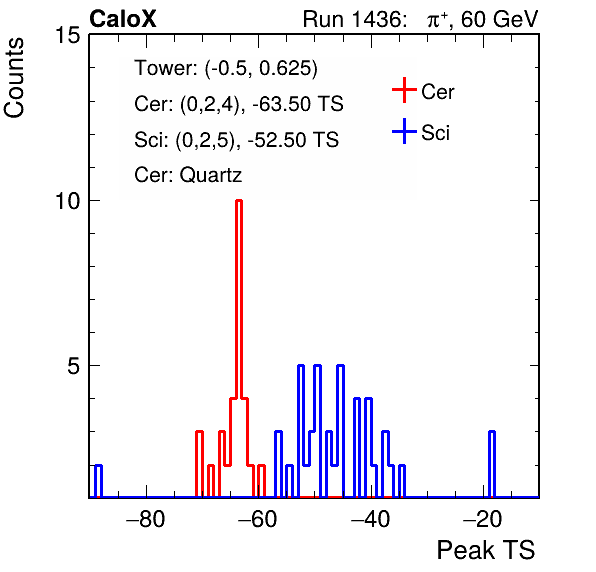 CaloX Run 1436: π⁺, 60 GeV
Counts
15
10
5
Tower: (-0.5, 0.625)
Cer: (0,2,4), -63.50 TS
Sci: (0,2,5), -52.50 TS
Cer: Quartz
Cer
Sci
−80 −60 −40 −20
Peak TS